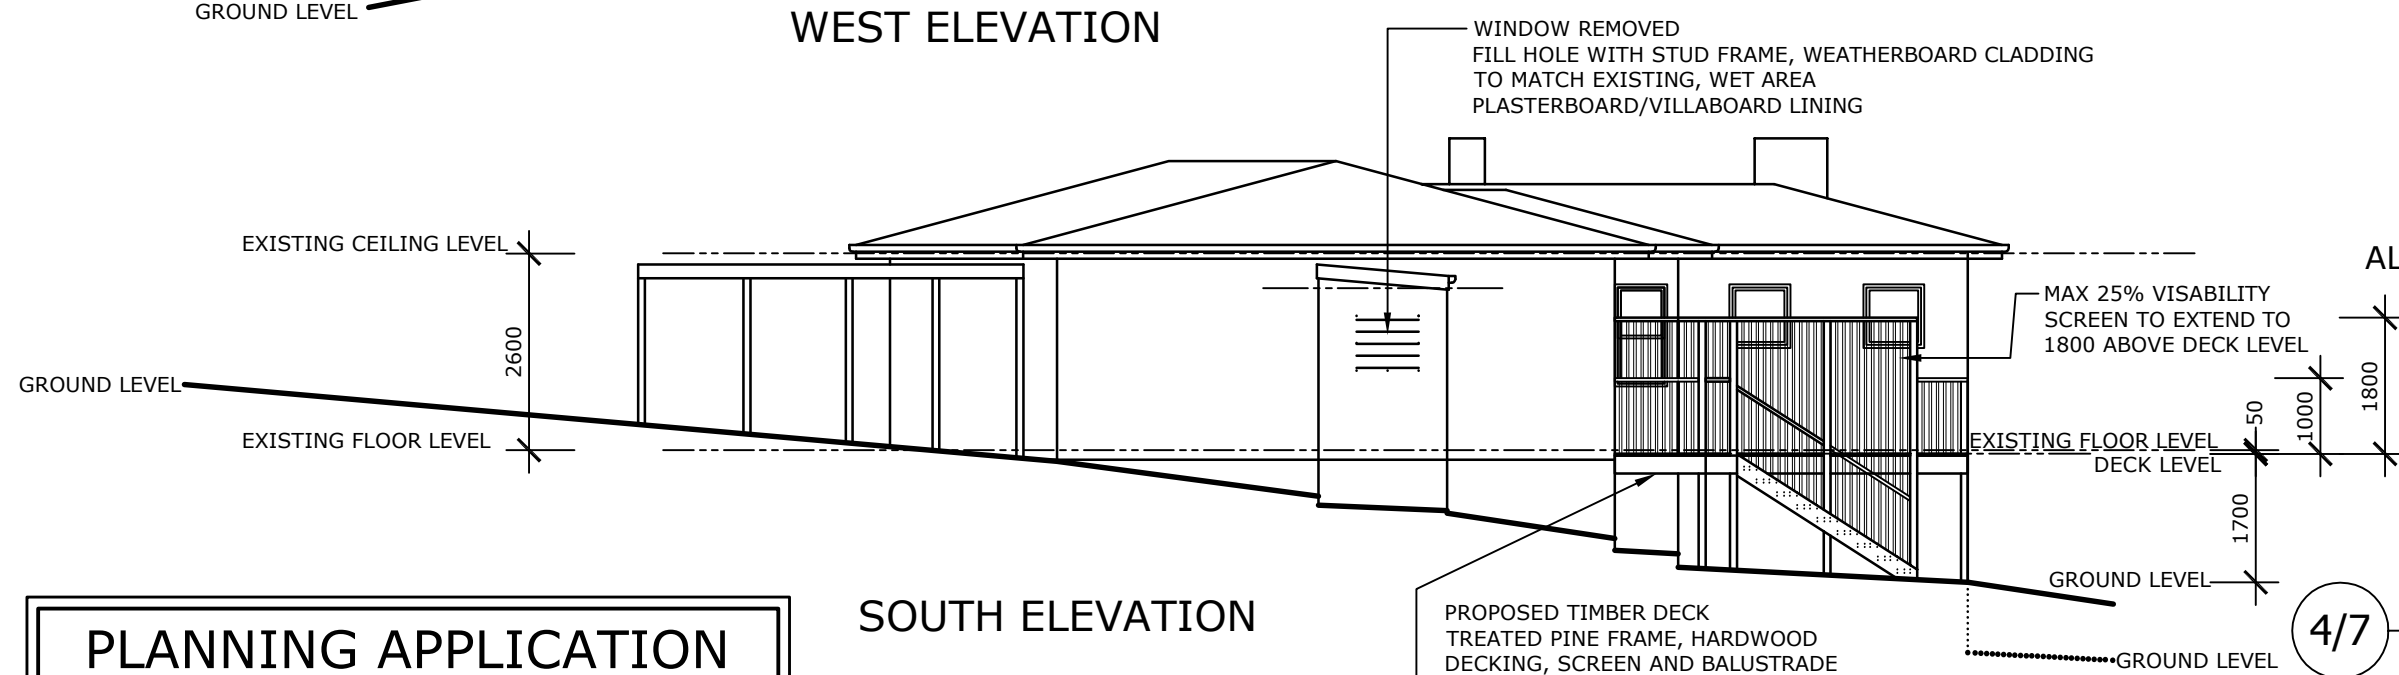 GROUND LEVEL
WEST ELEVATION
WINDOW REMOVED
FILL HOLE WITH STUD FRAME, WEATHERBOARD CLADDING
TO MATCH EXISTING, WET AREA
PLASTERBOARD/VILLABOARD LINING
EXISTING CEILING LEVEL
2600
GROUND LEVEL
EXISTING FLOOR LEVEL
AL
MAX 25% VISABILITY
SCREEN TO EXTEND TO
1800 ABOVE DECK LEVEL
1800
1000
50
EXISTING FLOOR LEVEL
DECK LEVEL
1700
GROUND LEVEL
SOUTH ELEVATION
PROPOSED TIMBER DECK
TREATED PINE FRAME, HARDWOOD
DECKING, SCREEN AND BALUSTRADE
4/7
GROUND LEVEL
PLANNING APPLICATION